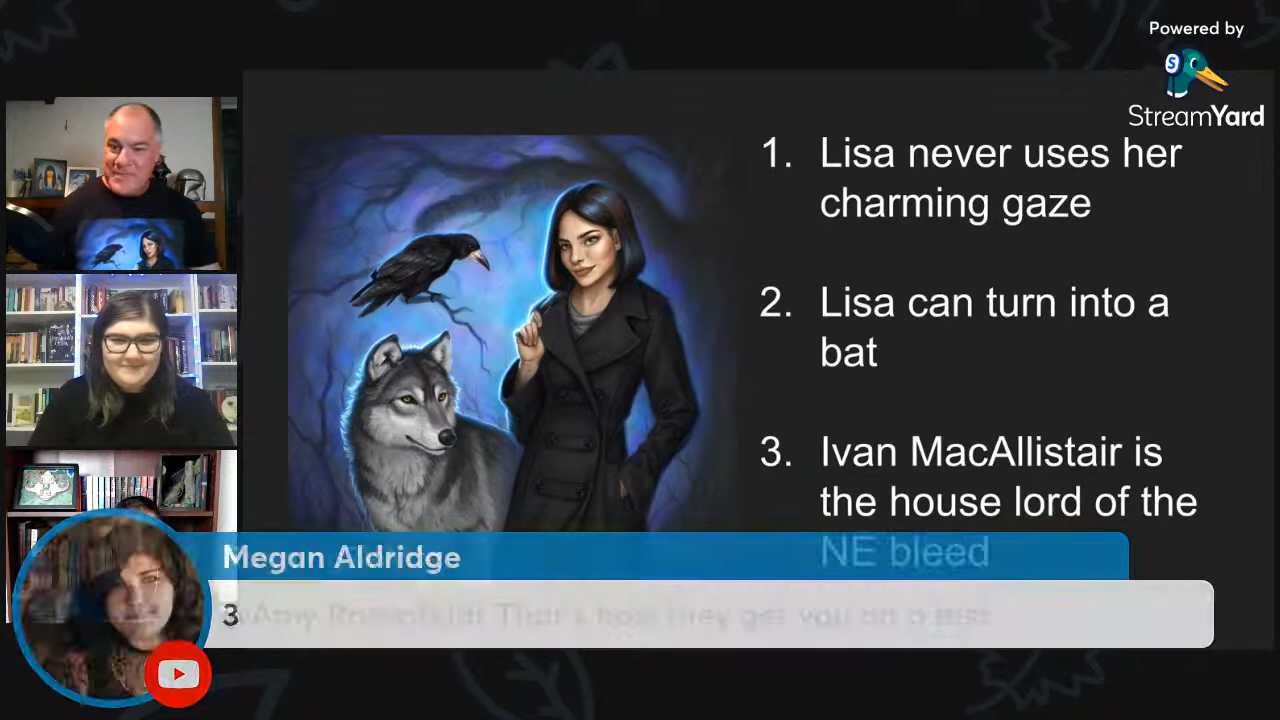 Powered by
StreamYard
1. Lisa never uses her
charming gaze
2. Lisa can turn into a
bat
3. Ivan MacAllistair is
the house lord of the
NE bleed
Megan Aldridge
3